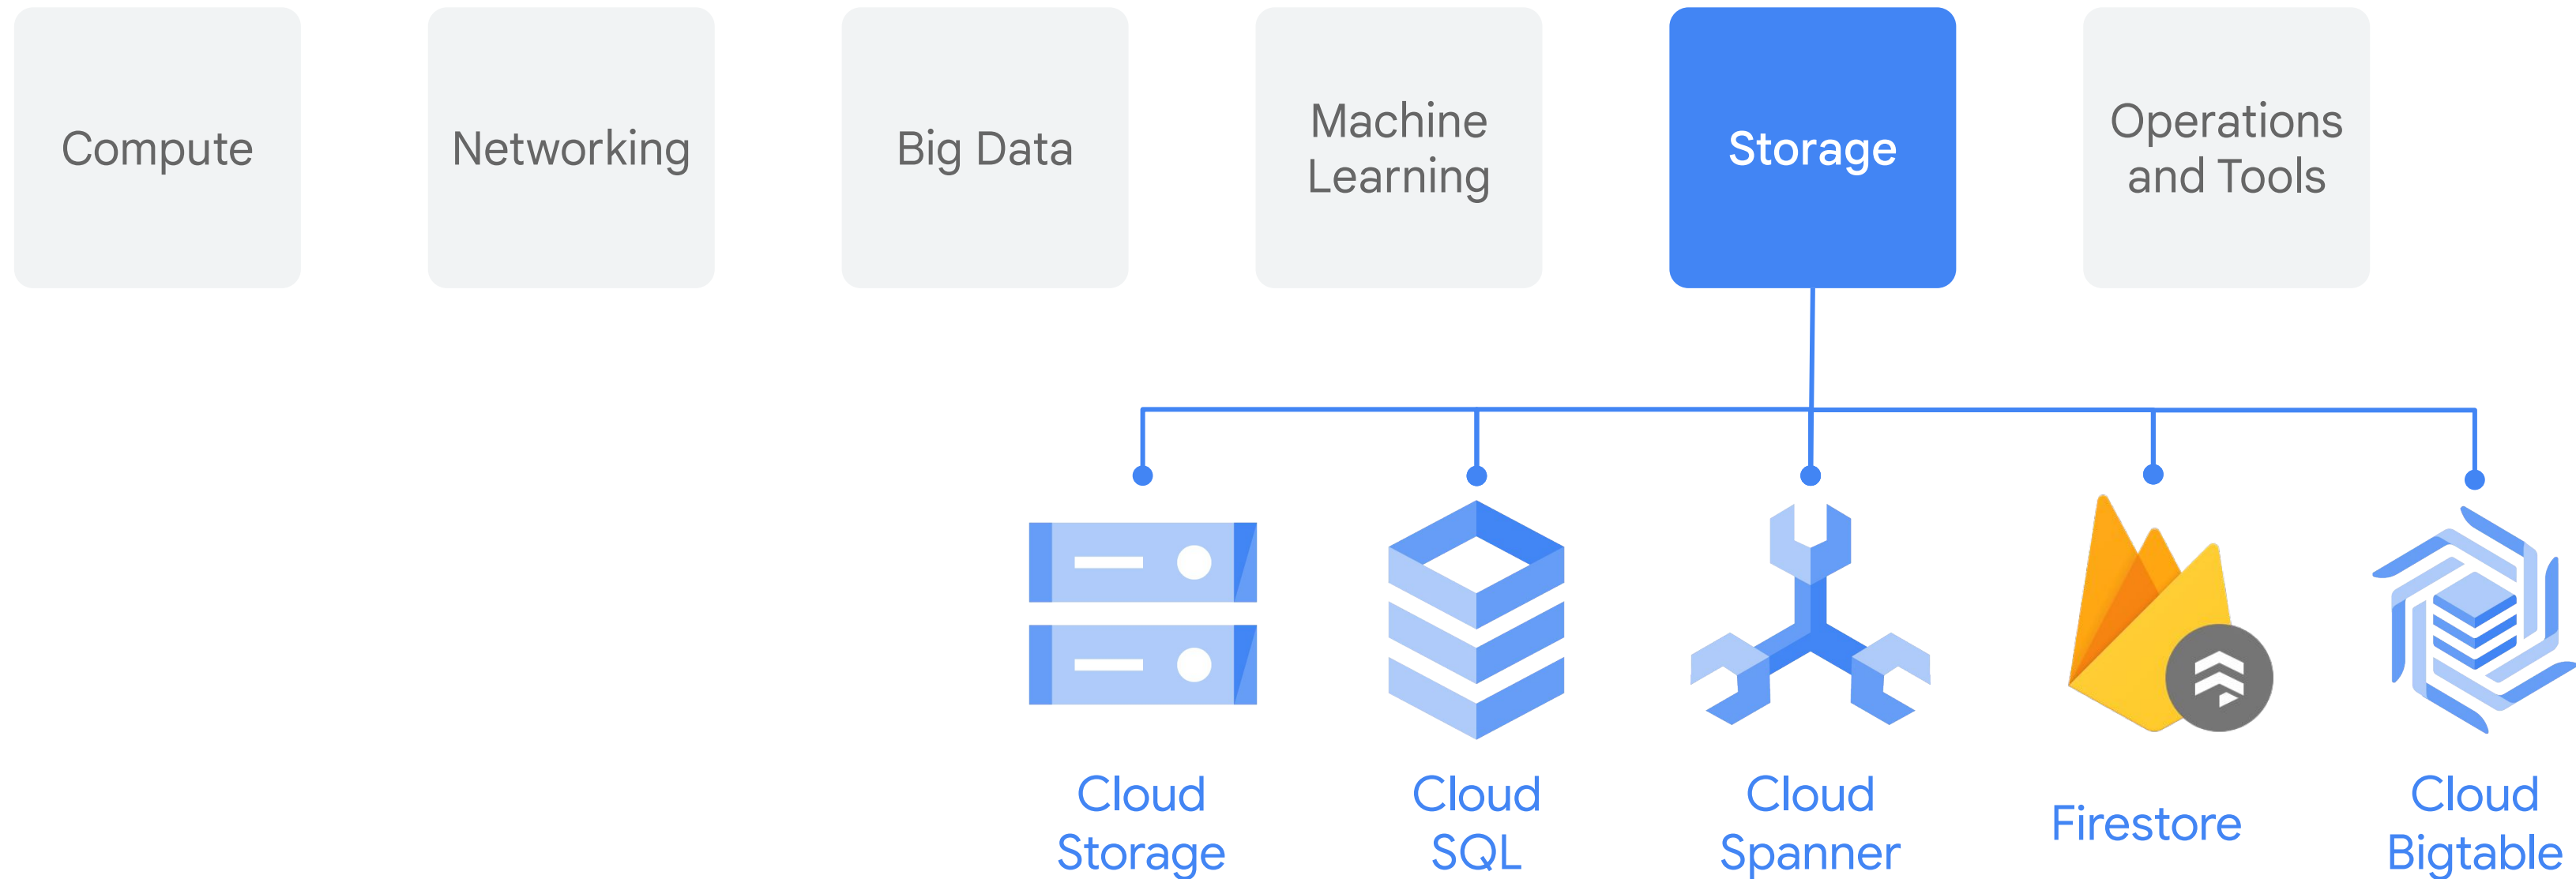 Compute
Networking
Big Data
Machine
Learning
Storage
Operations
and Tools
Cloud
Storage
Cloud
SQL
Cloud
Spanner
Firestore
Cloud
Bigtable